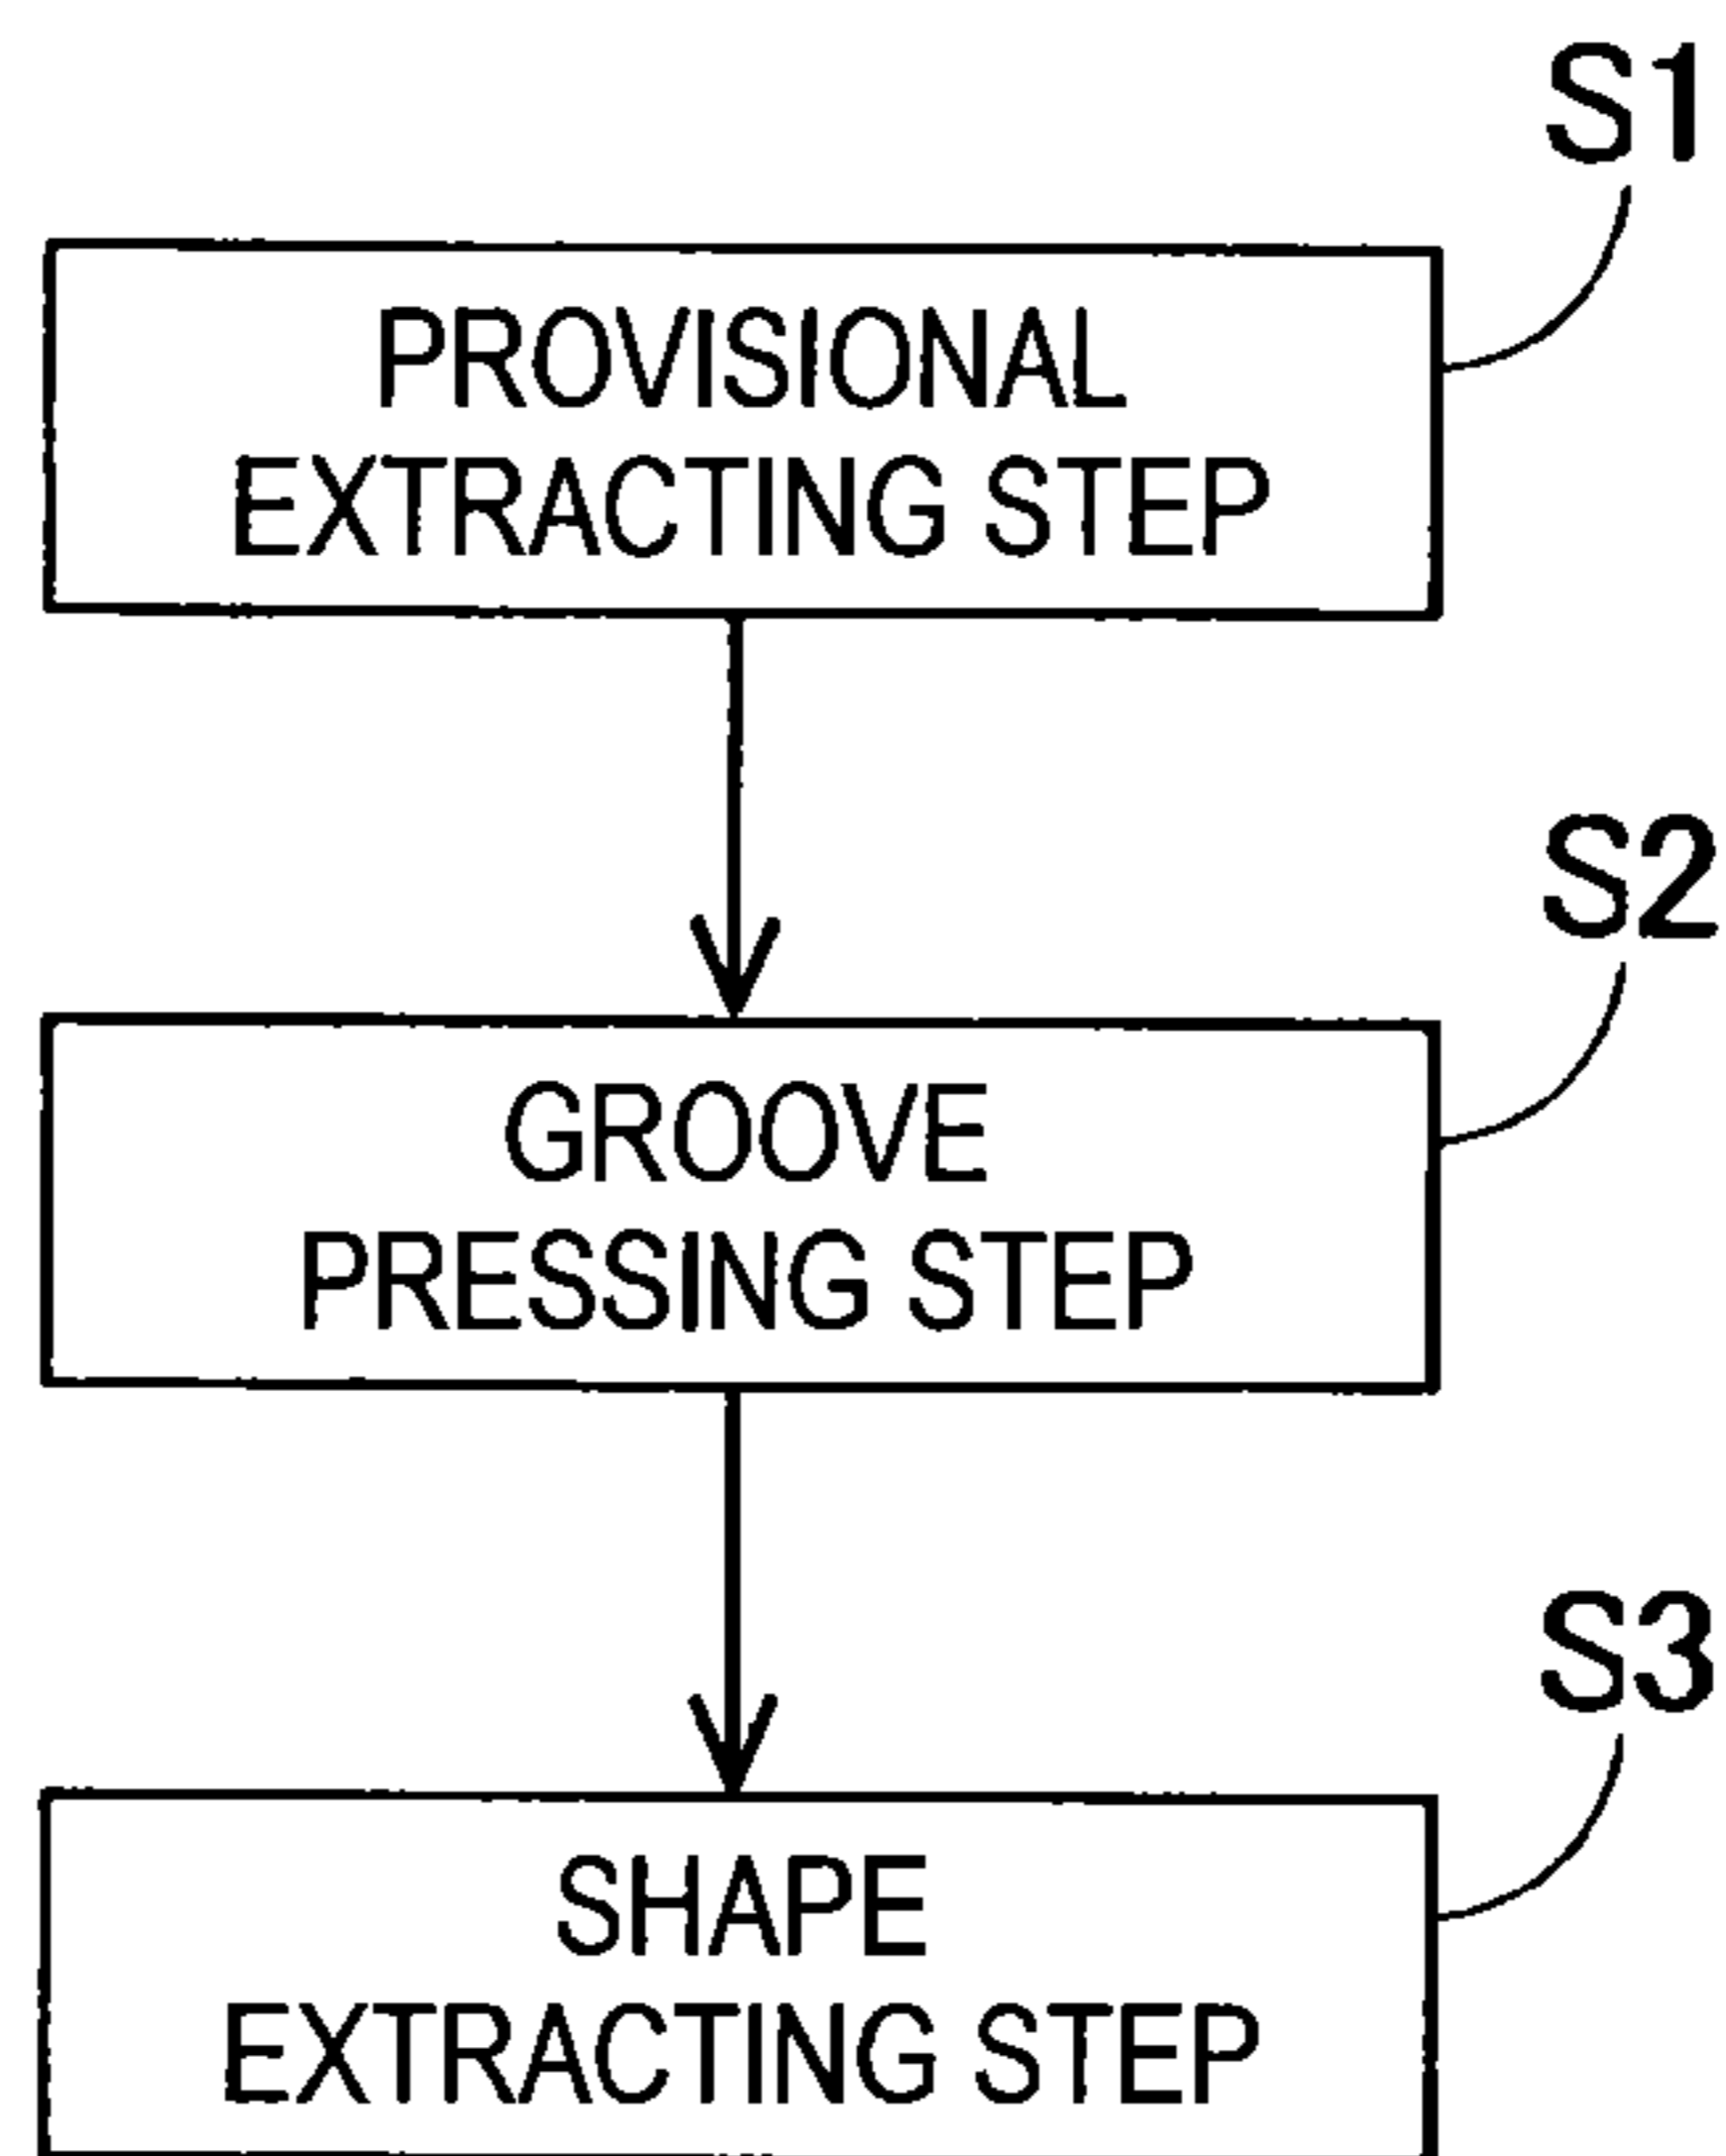 S1
PROVISIONAL
EXTRACTING STEP
S2
GROOVE
PRESSING STEP
S3
SHAPE
EXTRACTING STEP